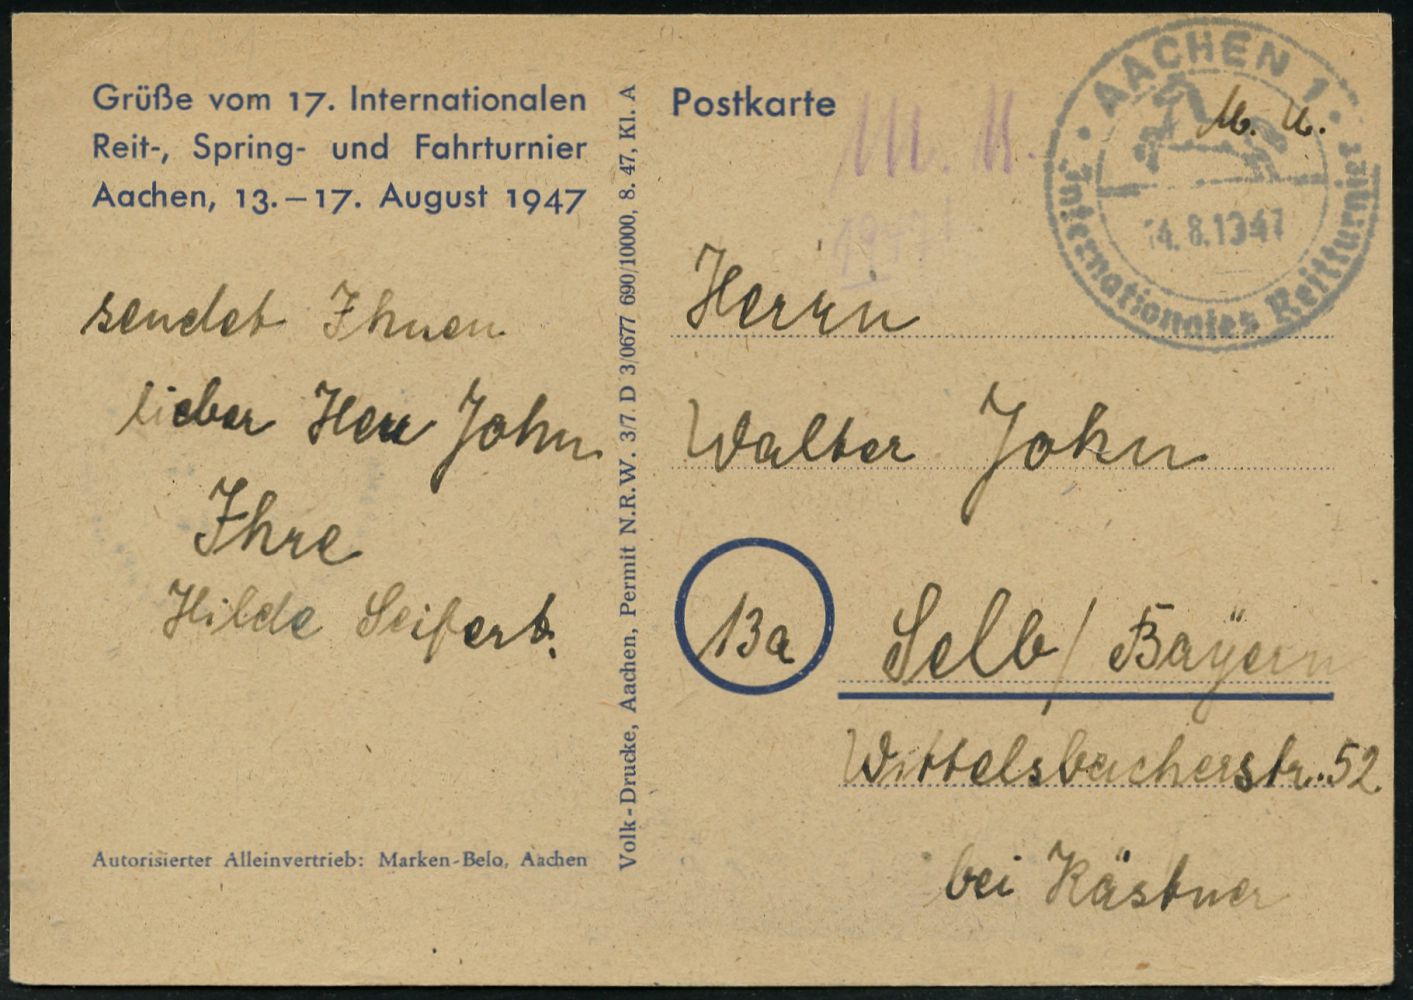 Grüße vom 17. Internationalen
Reit-, Spring- und Fahrturnier
Aachen, 13.–17. August 1947
sendet Ihnen
lieber Herr John
Ihre
Hilde Seifert.
Autorisierter Alleinvertrieb: Marken-Belo, Aachen
Volk-Drucke, Aachen, Permit N.R.W. 3/7. D 3/0677 690/10000, 8. 47, Kl. A
Postkarte
M. U.
1947
AACHEN 1
M. U.
14.8.1947
Internationales Reitturnier
Herrn
Walter John
13a
Selb/Bayern
Wittelsbacherstr. 52.
bei Kästner